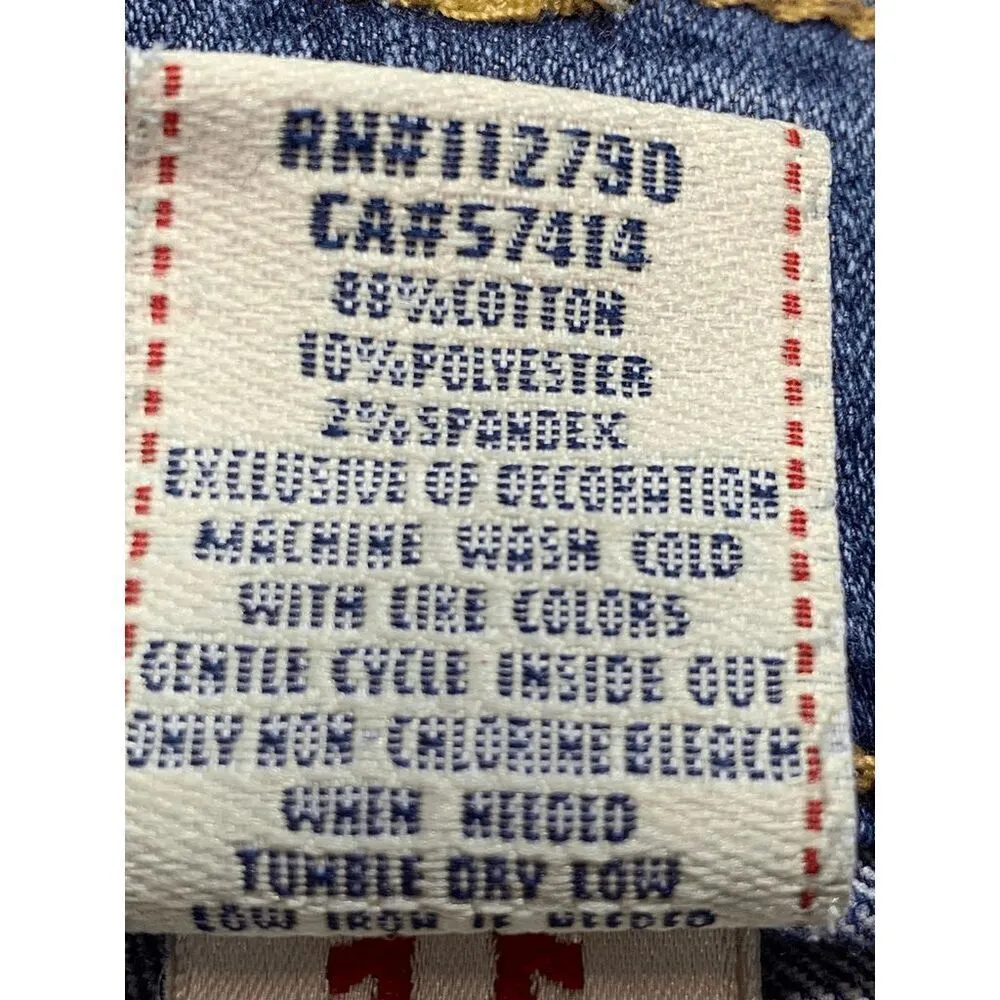 RN#112790
CA#57414
88%COTTON
10%POLYESTER
2%SPANDEX
EXCLUSIVE OF DECORATION
MACHINE WASH COLD
WITH LIKE COLORS
GENTLE CYCLE INSIDE OUT
ONLY NON-CHLORINE BLEACH
WHEN NEEDED
TUMBLE DRY LOW
LOW IRON IF NEEDED